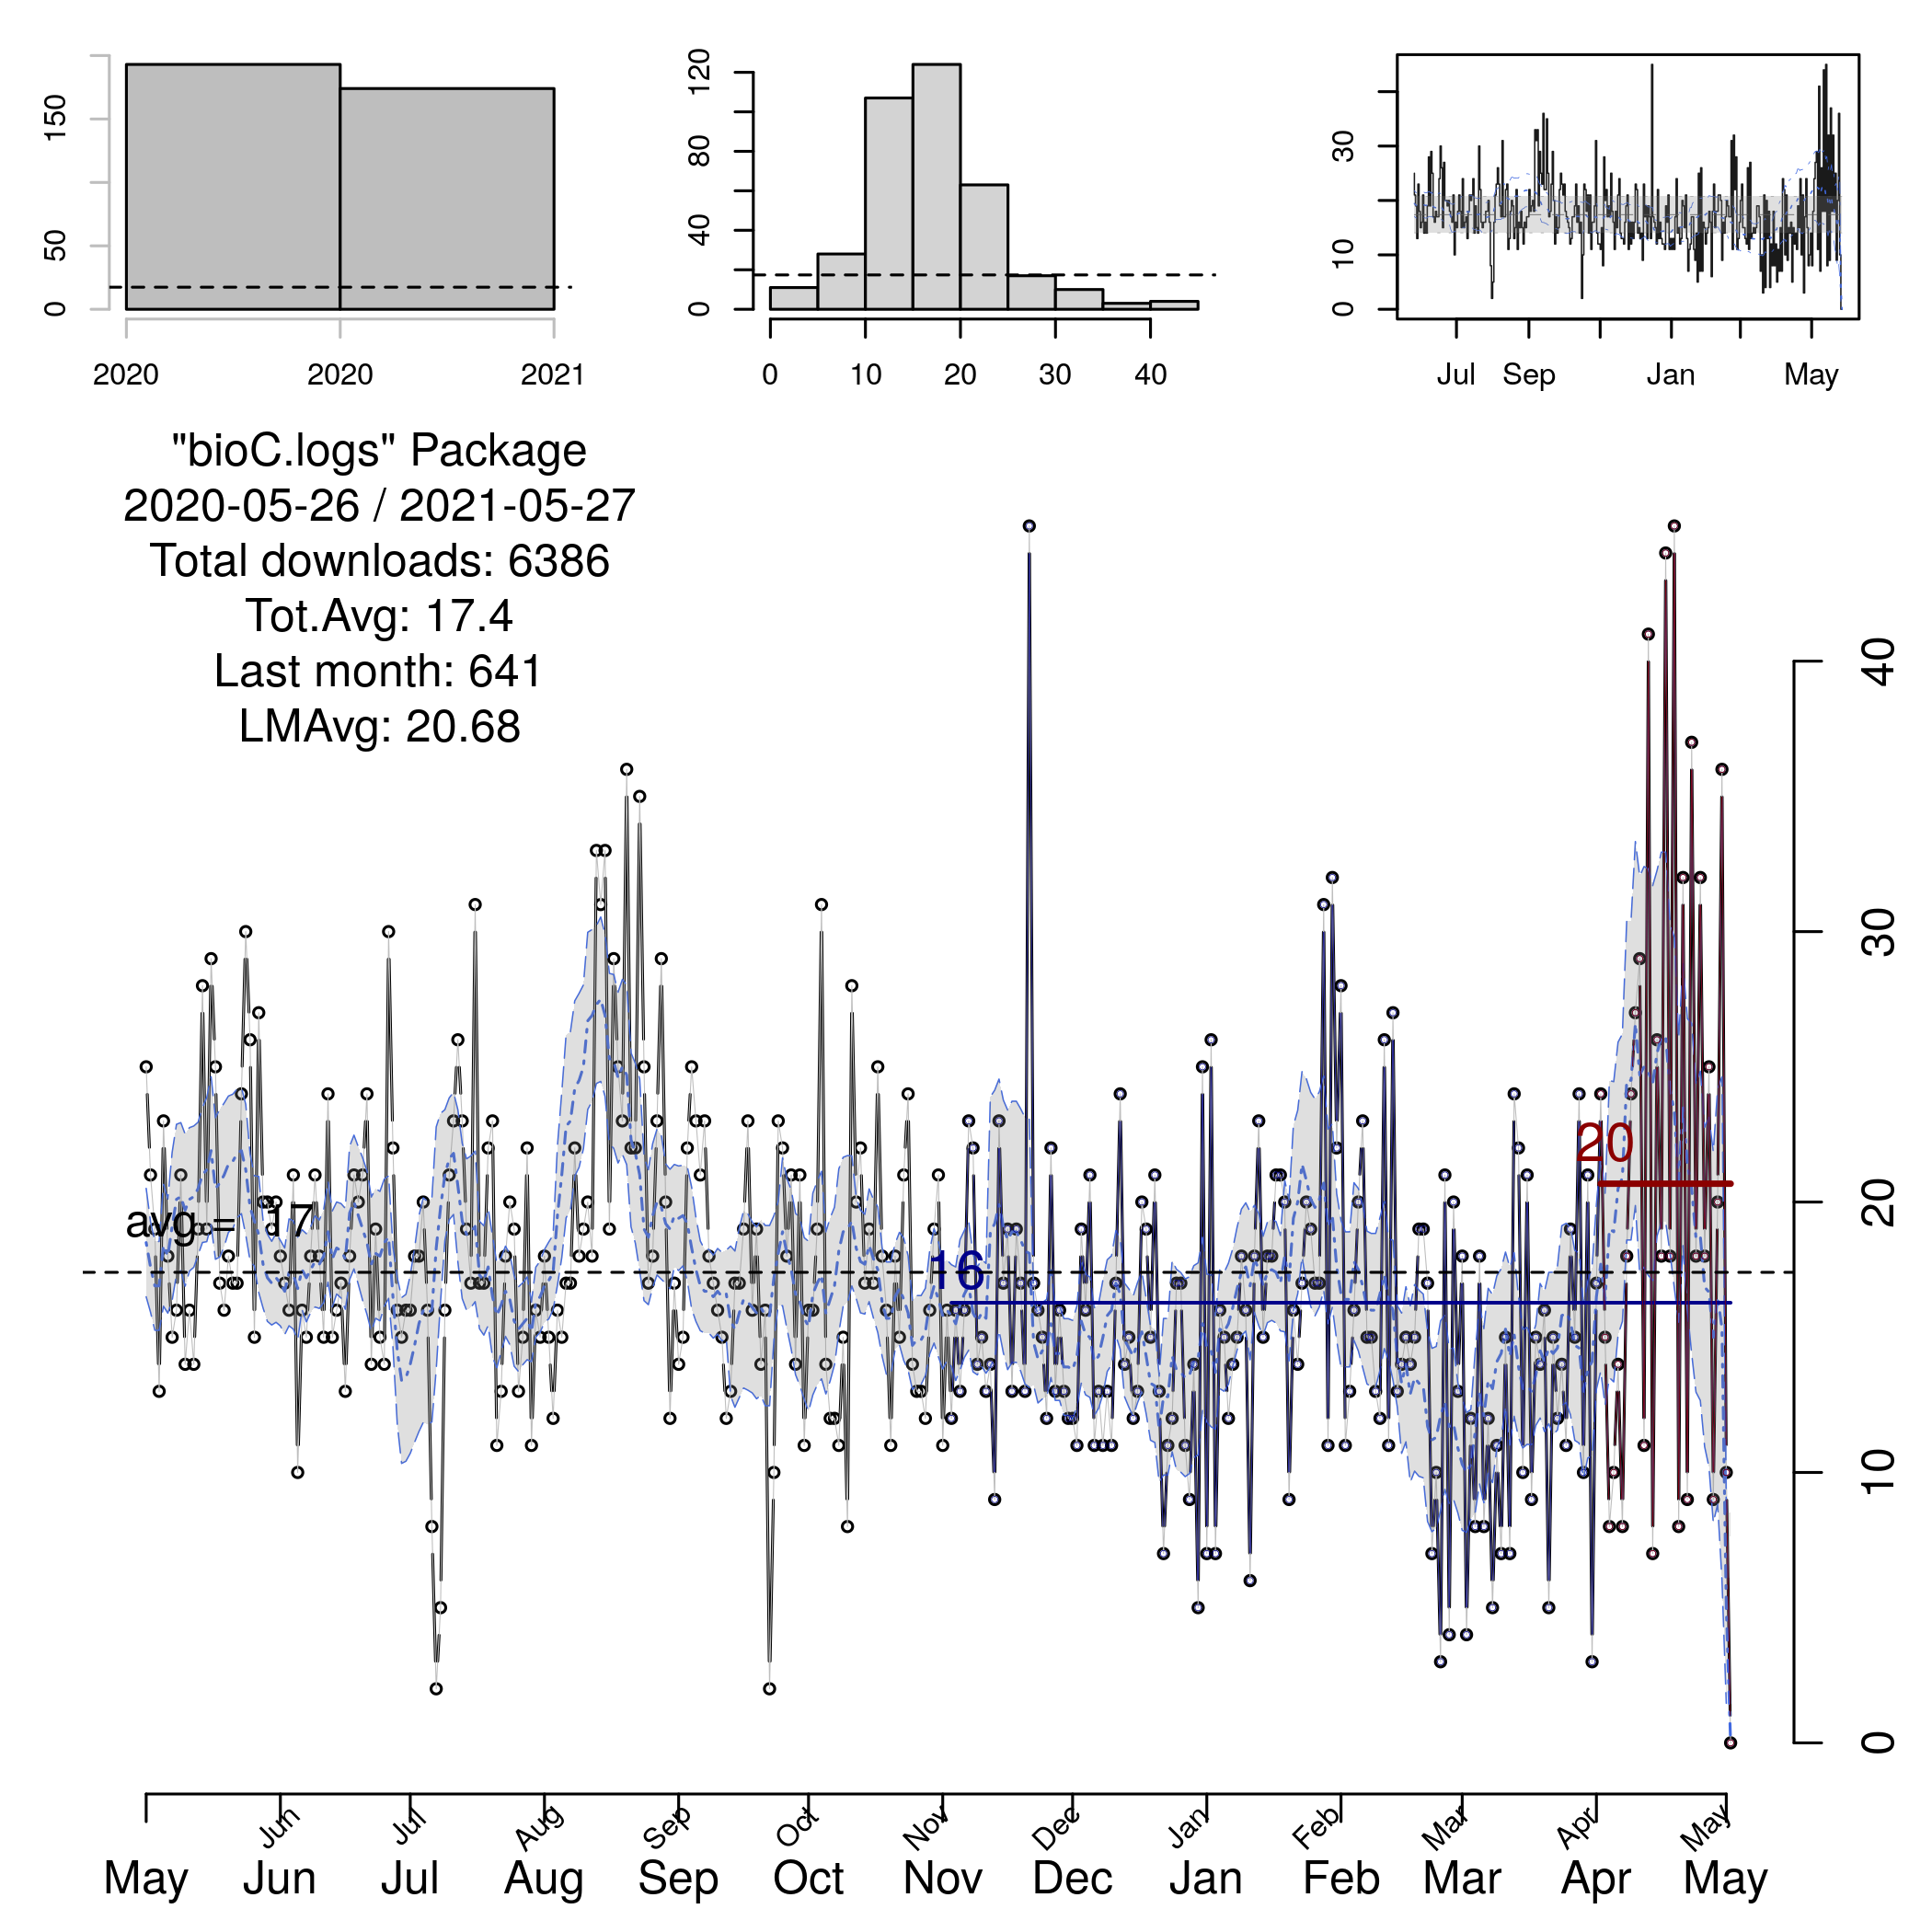 0 50 150
2020 2020 2021
0 40 80 120
0 10 20 30 40
0 10 30
Jul Sep Jan May
"bioC.logs" Package
2020-05-26 / 2021-05-27
Total downloads: 6386
Tot.Avg: 17.4
Last month: 641
LMAvg: 20.68
avg = 17
16
20
0 10 20 30 40
Jun Jul Aug Sep Oct Nov Dec Jan Feb Mar Apr May
May Jun Jul Aug Sep Oct Nov Dec Jan Feb Mar Apr May